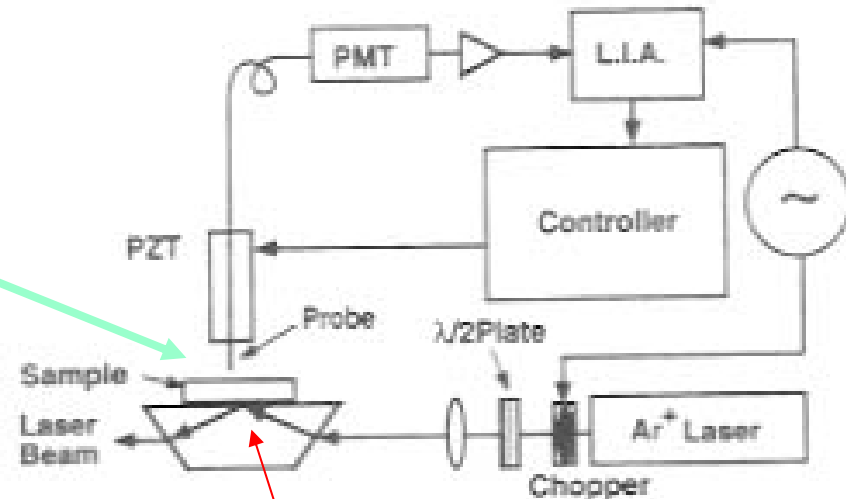 PMT
L.I.A.
Controller
~
PZT
Probe
λ/2Plate
Sample
Laser
Beam
Ar⁺ Laser
Chopper